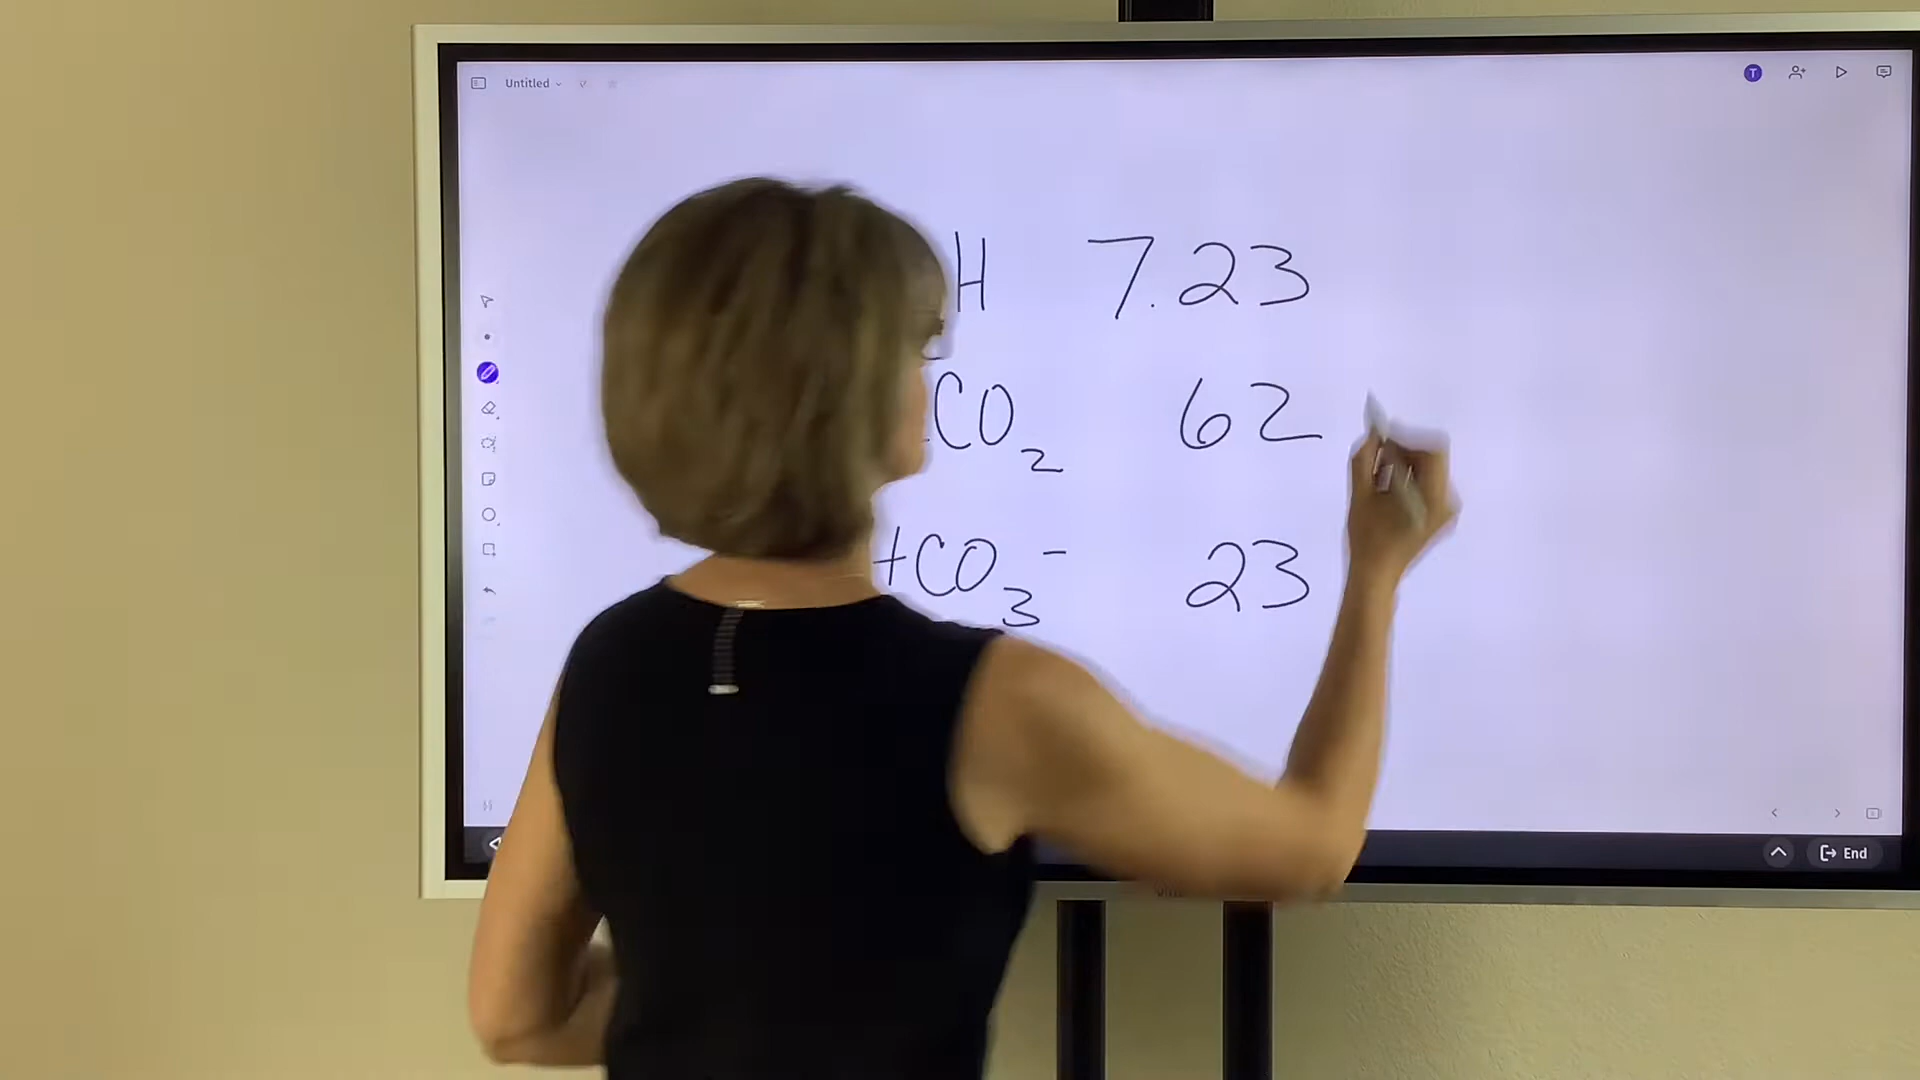 Untitled
T
H 7.23
CO₂ 62
HCO₃⁻ 23
End